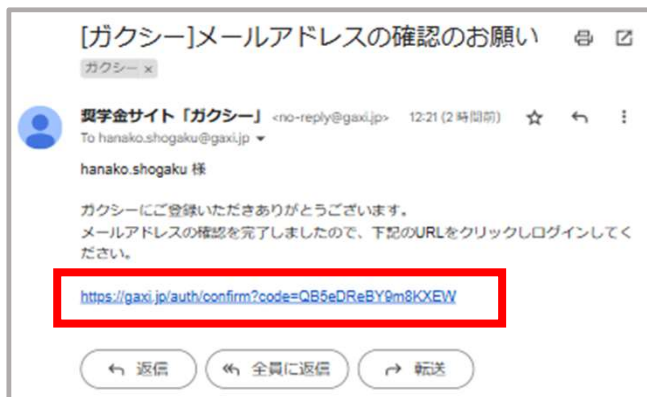 [ガクシー]メールアドレスの確認のお願い
ガクシー ×
奨学金サイト「ガクシー」 <no-reply@gaxi.jp> 12:21 (2 時間前)
To hanako.shogaku@gaxi.jp
hanako.shogaku 様
ガクシーにご登録いただきありがとうございます。
メールアドレスの確認を完了しましたので、下記のURLをクリックしログインしてく
ださい。
https://gaxi.jp/auth/confirm?code=QB5eDReBY9m8KXEW
返信 全員に返信 転送